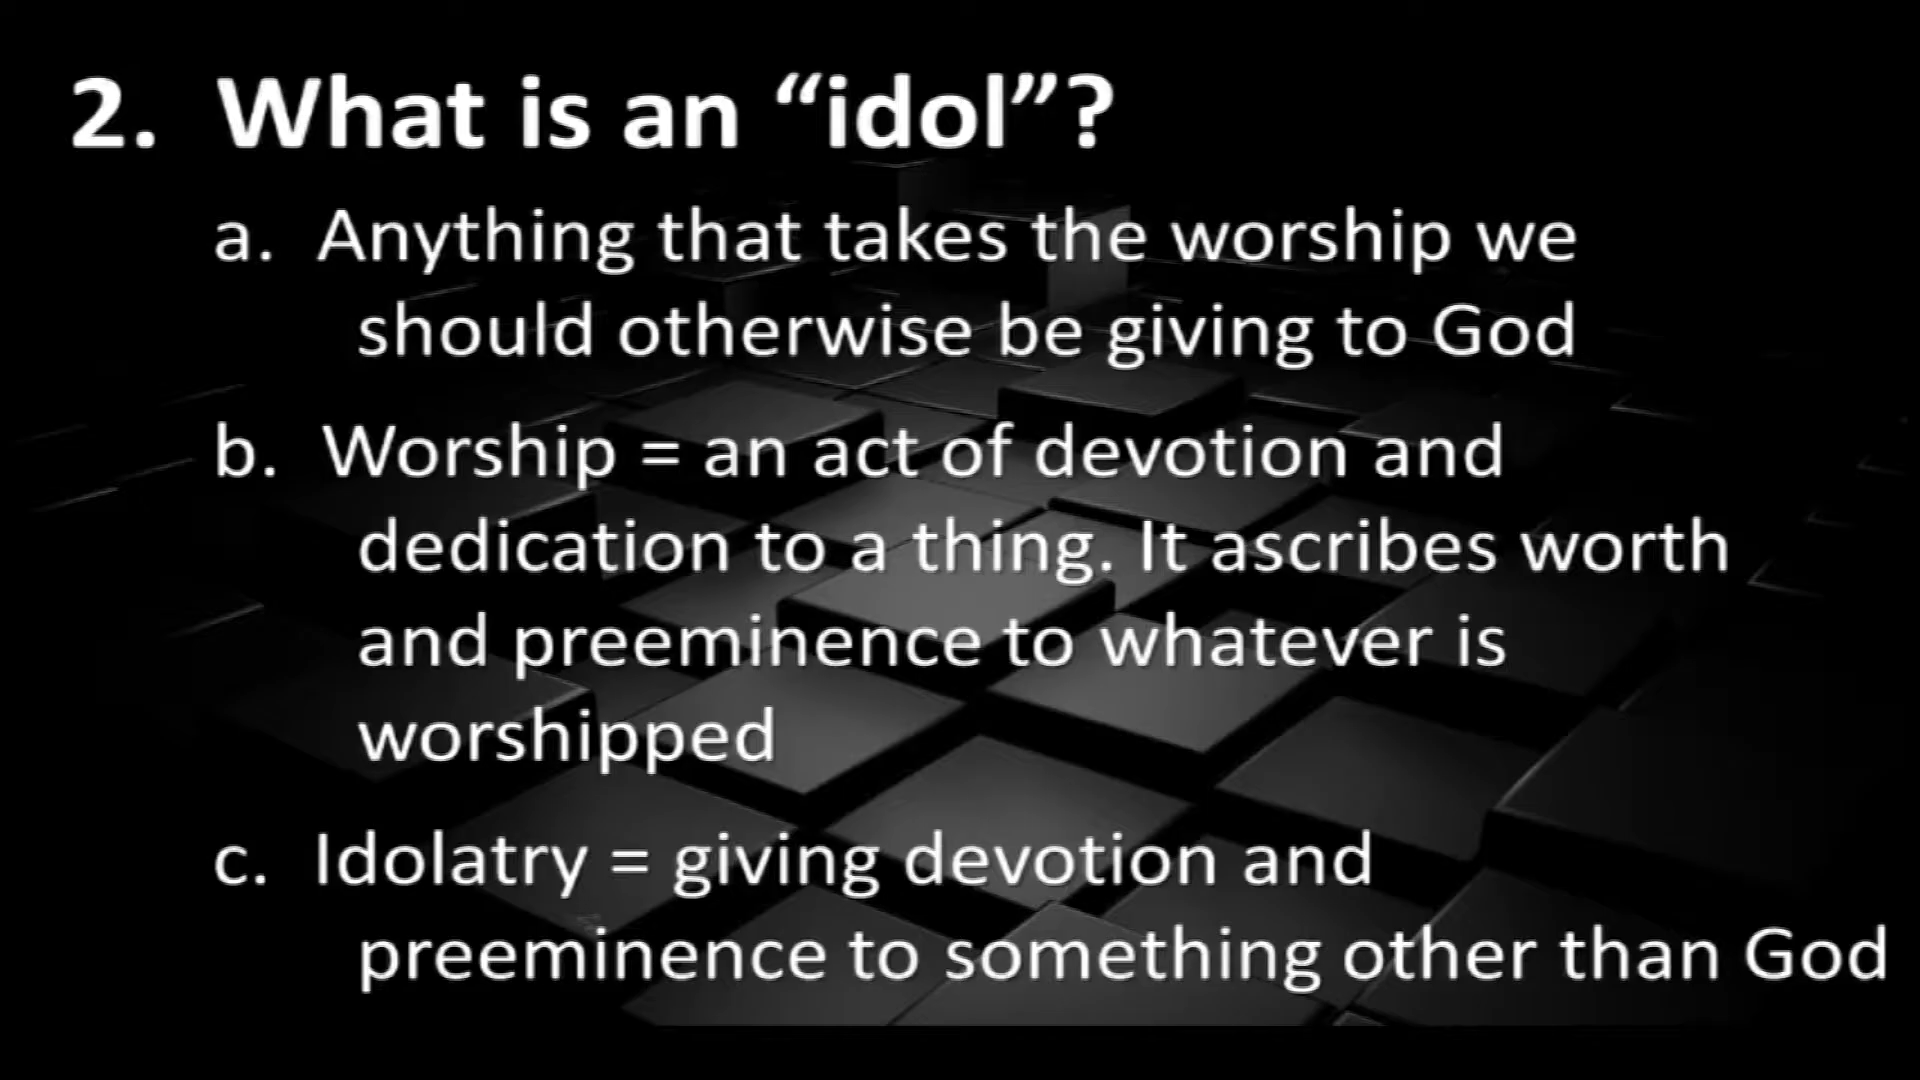 2. What is an “idol”?
a. Anything that takes the worship we
should otherwise be giving to God
b. Worship = an act of devotion and
dedication to a thing. It ascribes worth
and preeminence to whatever is
worshipped
c. Idolatry = giving devotion and
preeminence to something other than God